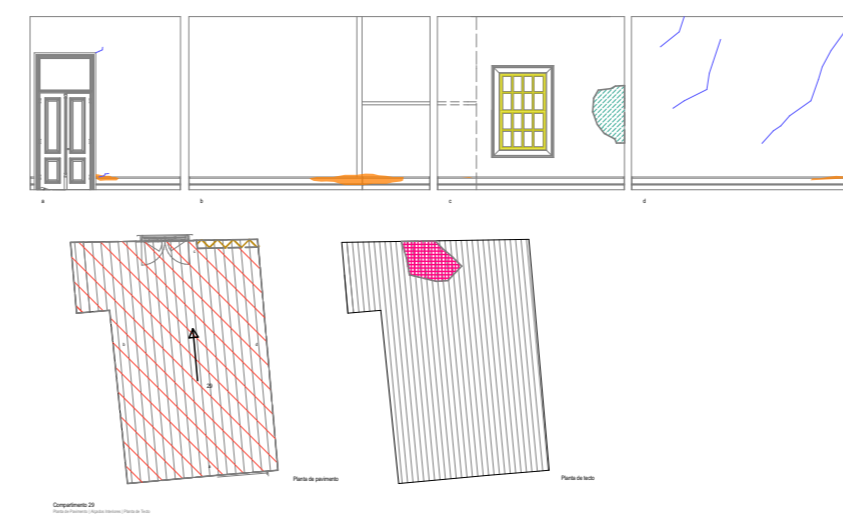 a
b
c
d
29
Planta de pavimento
Planta de tecto
Compartimento 29
Planta de Pavimento | Alçados Interiores | Planta de Tecto